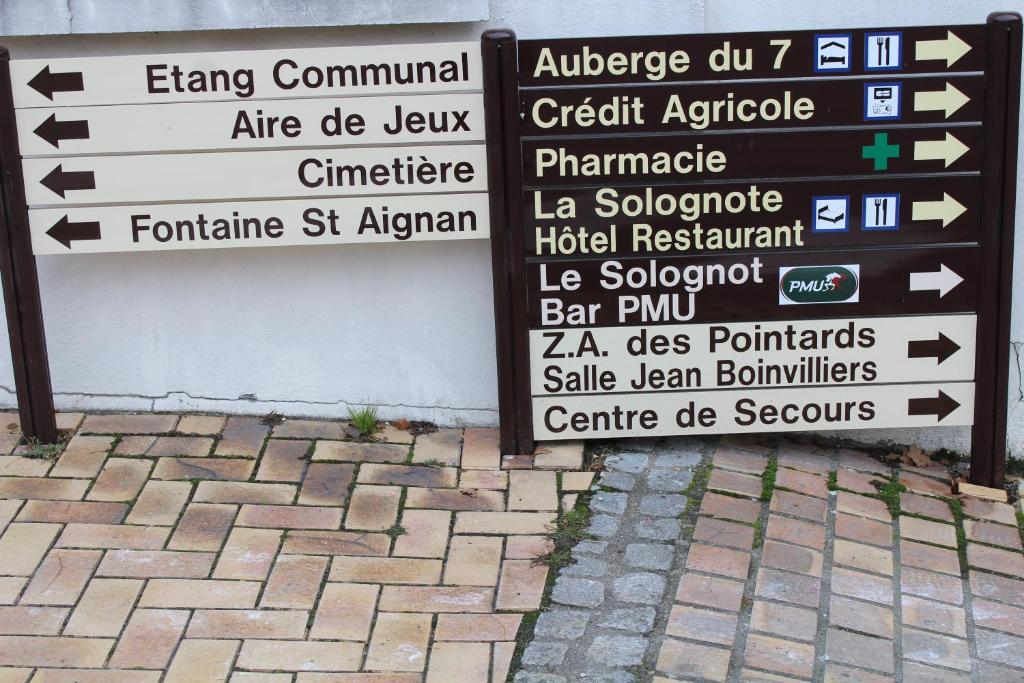 Etang Communal
Aire de Jeux
Cimetière
Fontaine St Aignan
Auberge du 7
Crédit Agricole
Pharmacie
La Solognote
Hôtel Restaurant
Le Solognot
Bar PMU
PMU
Z.A. des Pointards
Salle Jean Boinvilliers
Centre de Secours